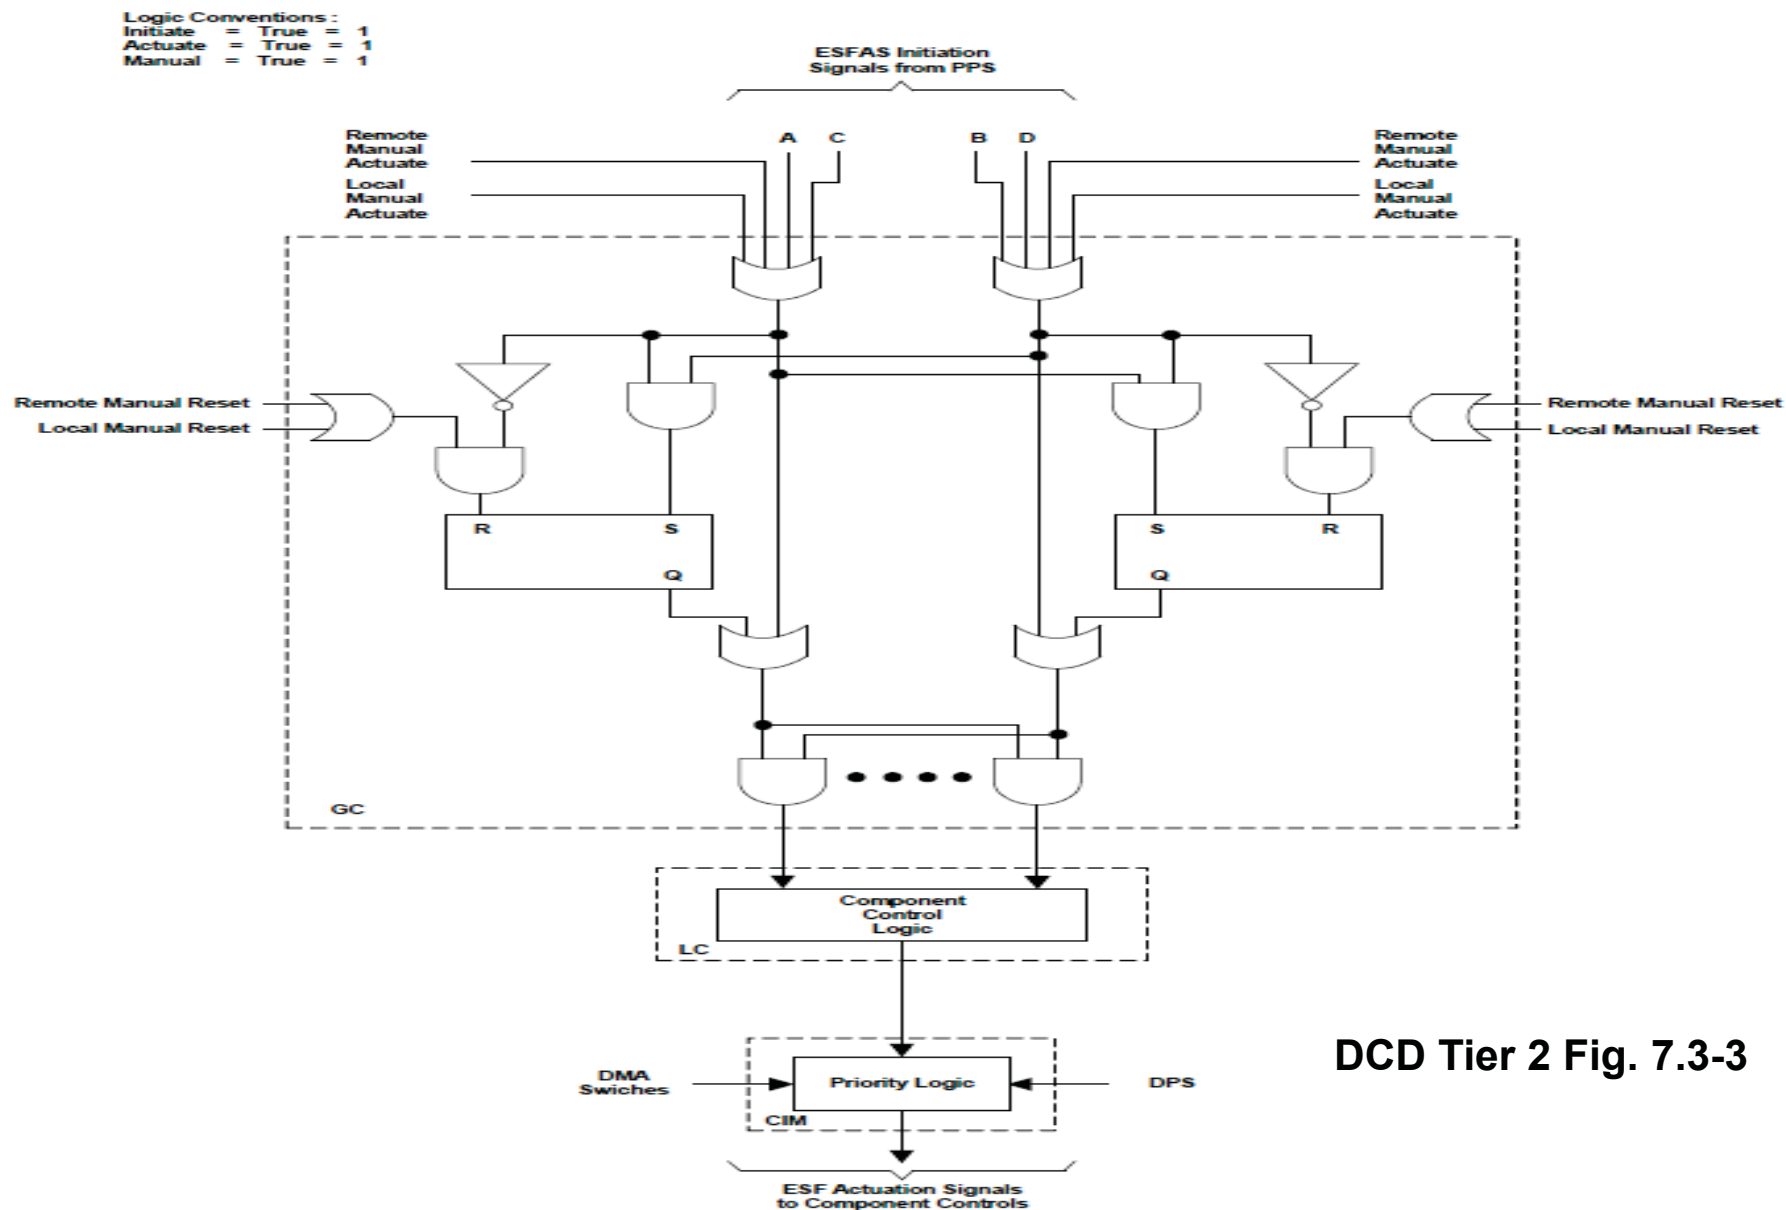 Logic Conventions :
Initiate = True = 1
Actuate = True = 1
Manual = True = 1
ESFAS Initiation
Signals from PPS
Remote
Manual
Actuate
A C B D
Remote
Manual
Actuate
Local
Manual
Actuate
Local
Manual
Actuate
Remote Manual Reset
Local Manual Reset
Remote Manual Reset
Local Manual Reset
R S
Q
S R
Q
GC
Component
Control
Logic
LC
DMA
Swiches
Priority Logic
DPS
CIM
DCD Tier 2 Fig. 7.3-3
ESF Actuation Signals
to Component Controls